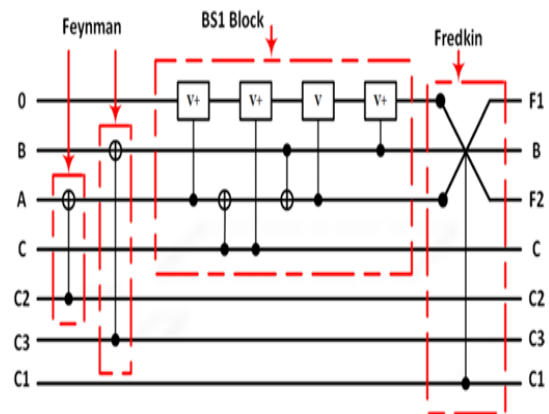 Feynman
BS1 Block
Fredkin
0 V+ V+ V V+ F1
B B
A F2
C C
C2 C2
C3 C3
C1 C1